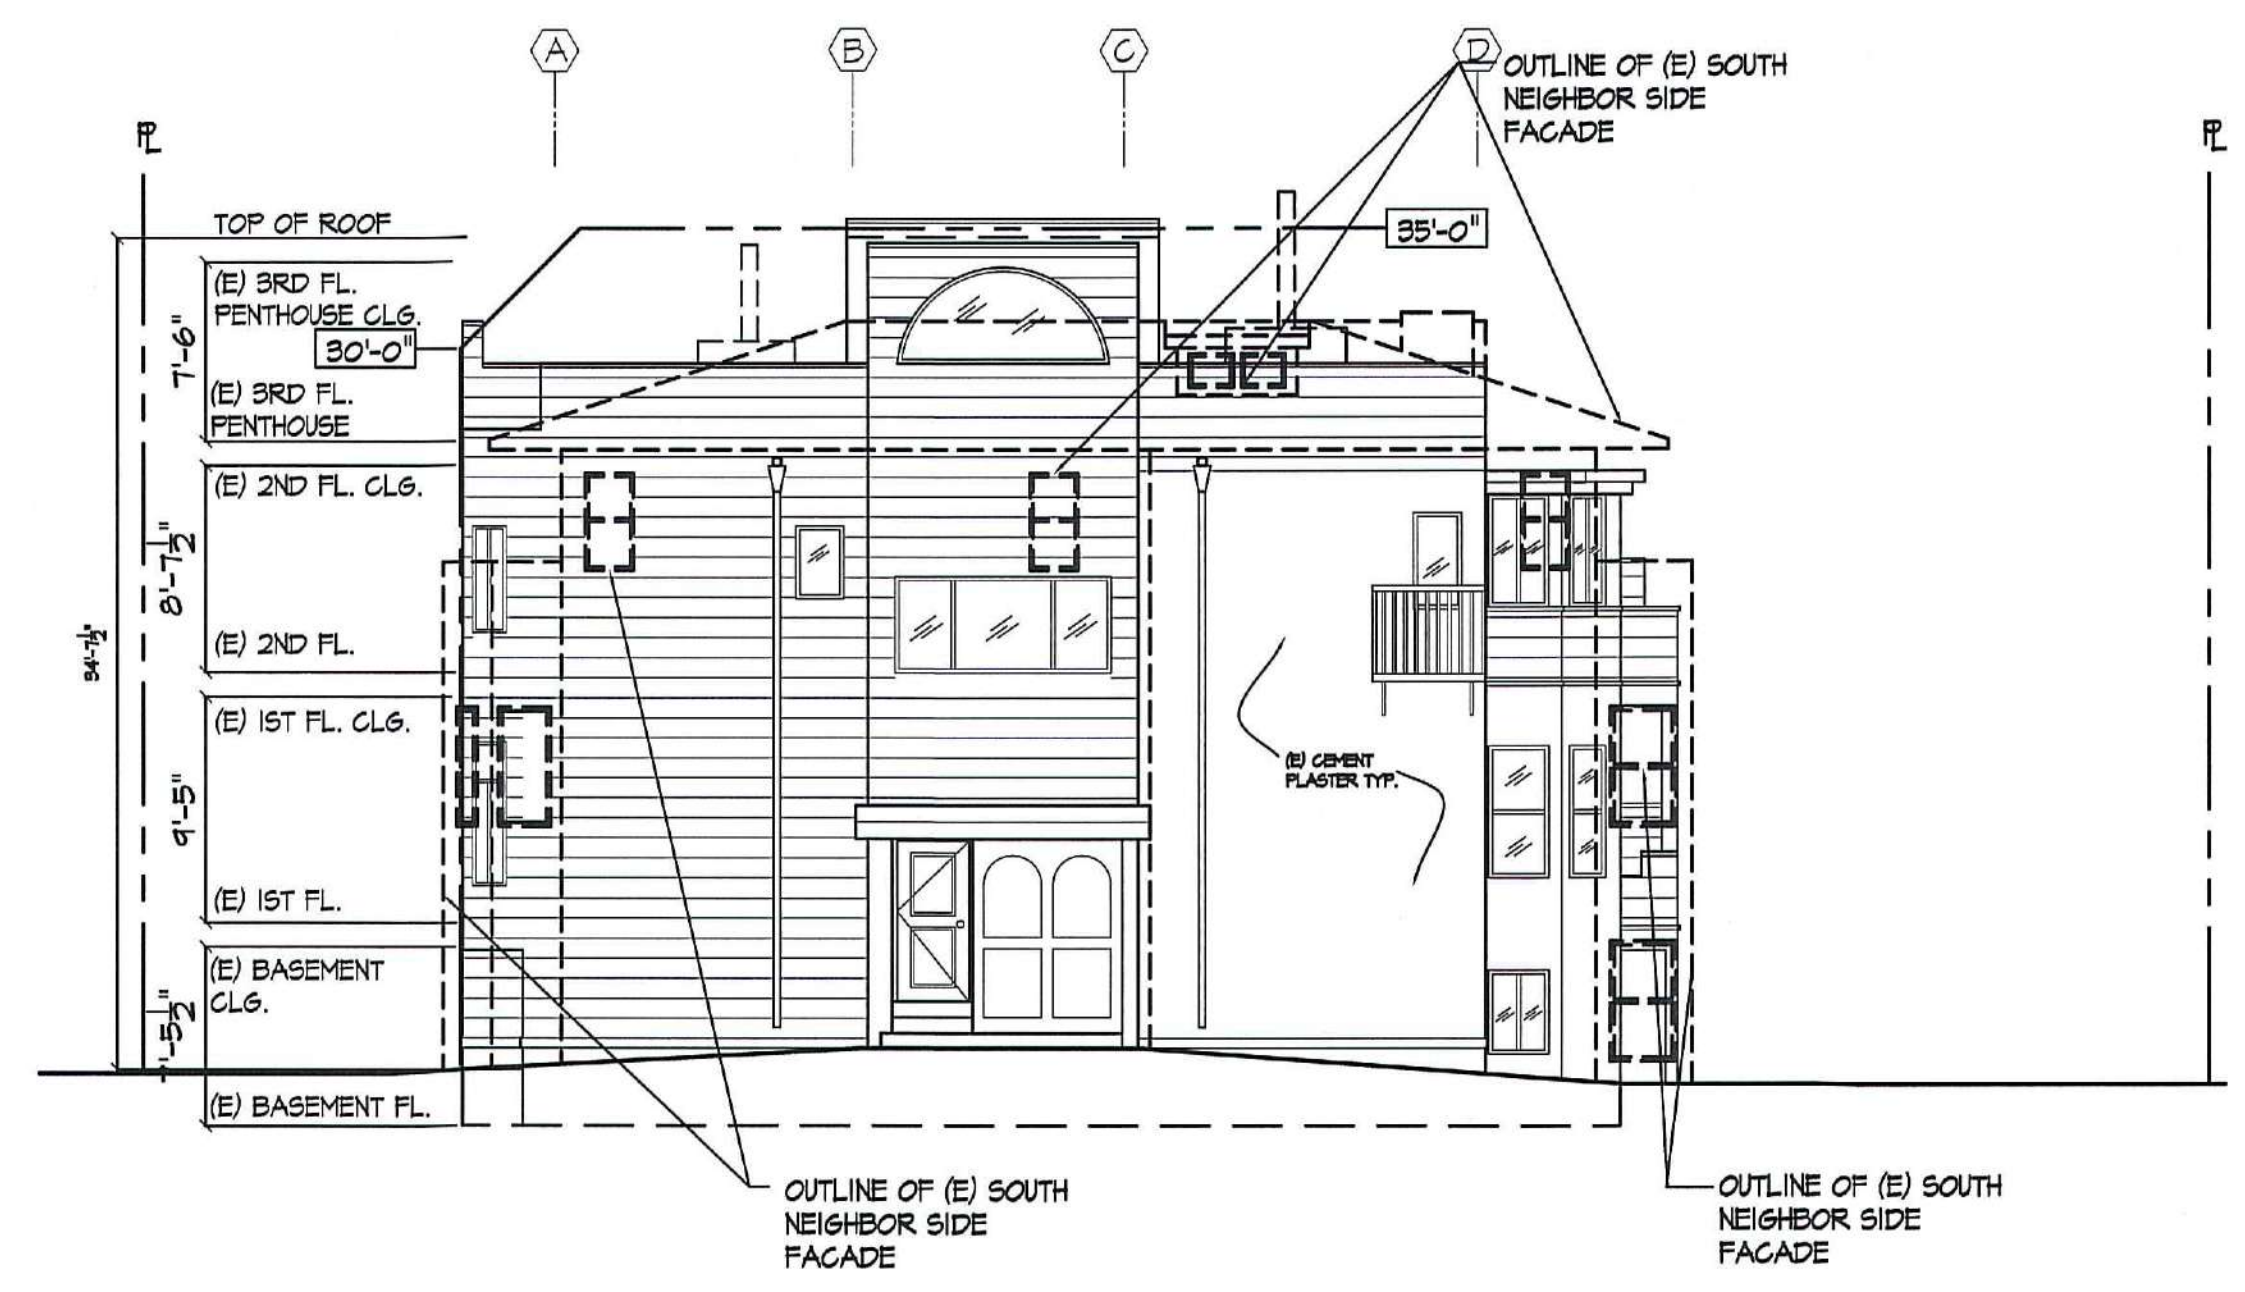 A
B
C
D
OUTLINE OF (E) SOUTH
NEIGHBOR SIDE
FACADE
PL
PL
TOP OF ROOF
35'-0"
(E) 3RD FL.
PENTHOUSE CLG.
30'-0"
7'-6"
(E) 3RD FL.
PENTHOUSE
(E) 2ND FL. CLG.
8'-7 1/2"
(E) 2ND FL.
34'-7 1/2"
(E) 1ST FL. CLG.
9'-5"
(E) CEMENT
PLASTER TYP.
(E) 1ST FL.
(E) BASEMENT
CLG.
(E) BASEMENT FL.
OUTLINE OF (E) SOUTH
NEIGHBOR SIDE
FACADE
OUTLINE OF (E) SOUTH
NEIGHBOR SIDE
FACADE